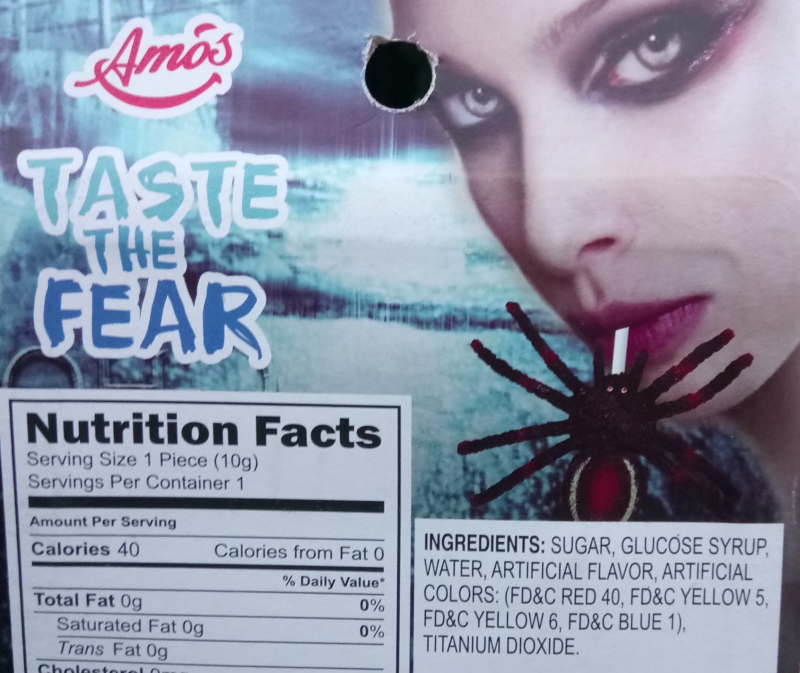 Amós
TASTE
THE
FEAR
Nutrition Facts
Serving Size 1 Piece (10g)
Servings Per Container 1
Amount Per Serving
Calories 40 Calories from Fat 0
% Daily Value*
Total Fat 0g 0%
Saturated Fat 0g 0%
Trans Fat 0g
INGREDIENTS: SUGAR, GLUCOSE SYRUP,
WATER, ARTIFICIAL FLAVOR, ARTIFICIAL
COLORS: (FD&C RED 40, FD&C YELLOW 5,
FD&C YELLOW 6, FD&C BLUE 1),
TITANIUM DIOXIDE.